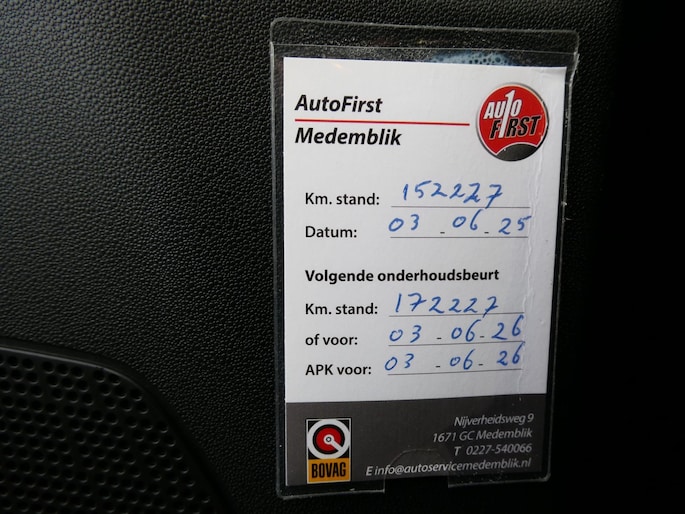 AutoFirst
Medemblik
AUTO
F1RST
Km. stand: 152227
Datum: 03 - 06 - 25
Volgende onderhoudsbeurt
Km. stand: 172227
of voor: 03 - 06 - 26
APK voor: 03 - 06 - 26
BOVAG
Nijverheidsweg 9
1671 GC Medemblik
T 0227-540066
E info@autoservicemedemblik.nl